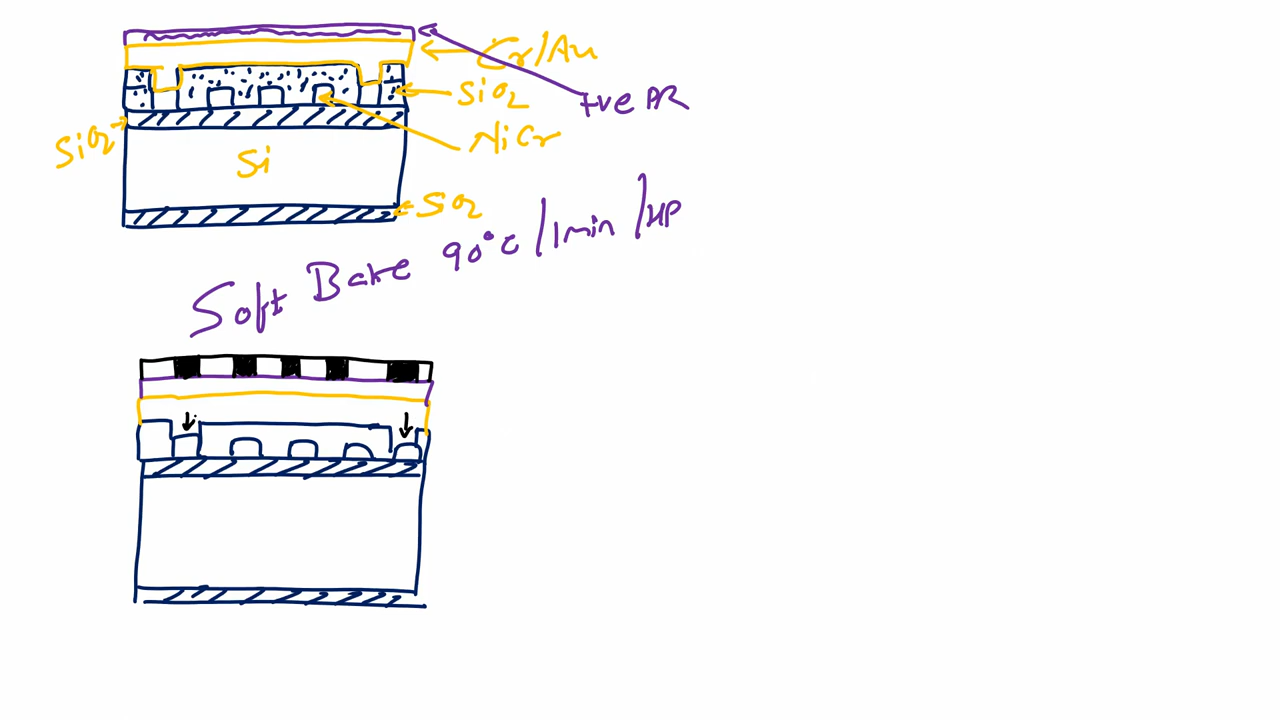 Cr/Au
SiO2
+ve PR
NiCr
SiO2
Si
SiO2
Soft Bake 90°C/1min/HP